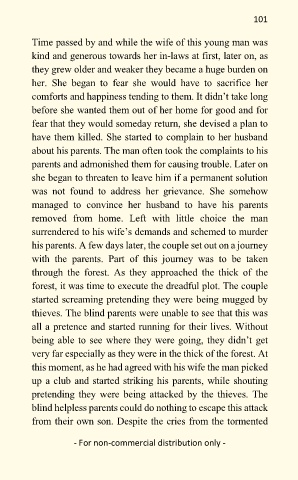 101
Time passed by and while the wife of this young man was
kind and generous towards her in-laws at first, later on, as
they grew older and weaker they became a huge burden on
her. She began to fear she would have to sacrifice her
comforts and happiness tending to them. It didn't take long
before she wanted them out of her home for good and for
fear that they would someday return, she devised a plan to
have them killed. She started to complain to her husband
about his parents. The man often took the complaints to his
parents and admonished them for causing trouble. Later on
she began to threaten to leave him if a permanent solution
was not found to address her grievance. She somehow
managed to convince her husband to have his parents
removed from home. Left with little choice the man
surrendered to his wife's demands and schemed to murder
his parents. A few days later, the couple set out on a journey
with the parents. Part of this journey was to be taken
through the forest. As they approached the thick of the
forest, it was time to execute the dreadful plot. The couple
started screaming pretending they were being mugged by
thieves. The blind parents were unable to see that this was
all a pretence and started running for their lives. Without
being able to see where they were going, they didn't get
very far especially as they were in the thick of the forest. At
this moment, as he had agreed with his wife the man picked
up a club and started striking his parents, while shouting
pretending they were being attacked by the thieves. The
blind helpless parents could do nothing to escape this attack
from their own son. Despite the cries from the tormented
- For non-commercial distribution only -